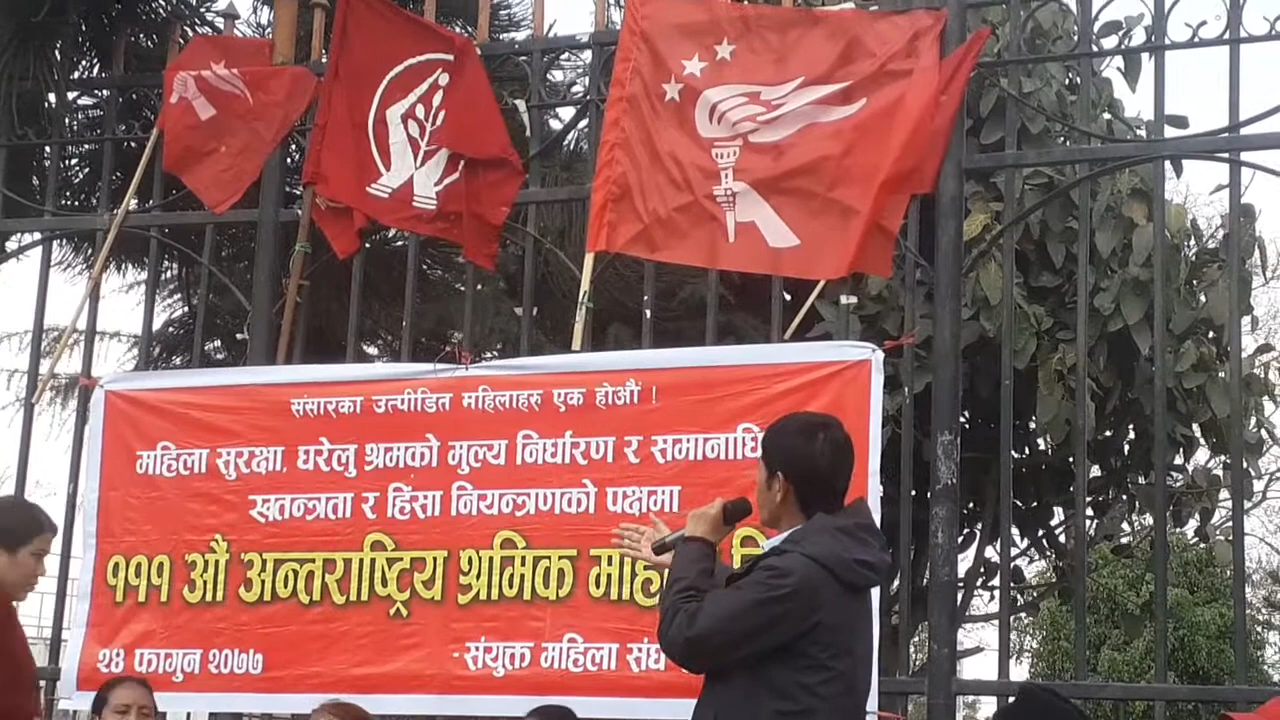 संसारका उत्पीडित महिलाहरु एक होऔं !
महिला सुरक्षा, घरेलु श्रमको मुल्य निर्धारण र
स्वतन्त्रता र हिंसा नियन्त्रणको पक्षमा
१११ औं अन्तराष्ट्रिय श्रमिक
२४ फागुन २०७७
-संयुक्त महिला संघ